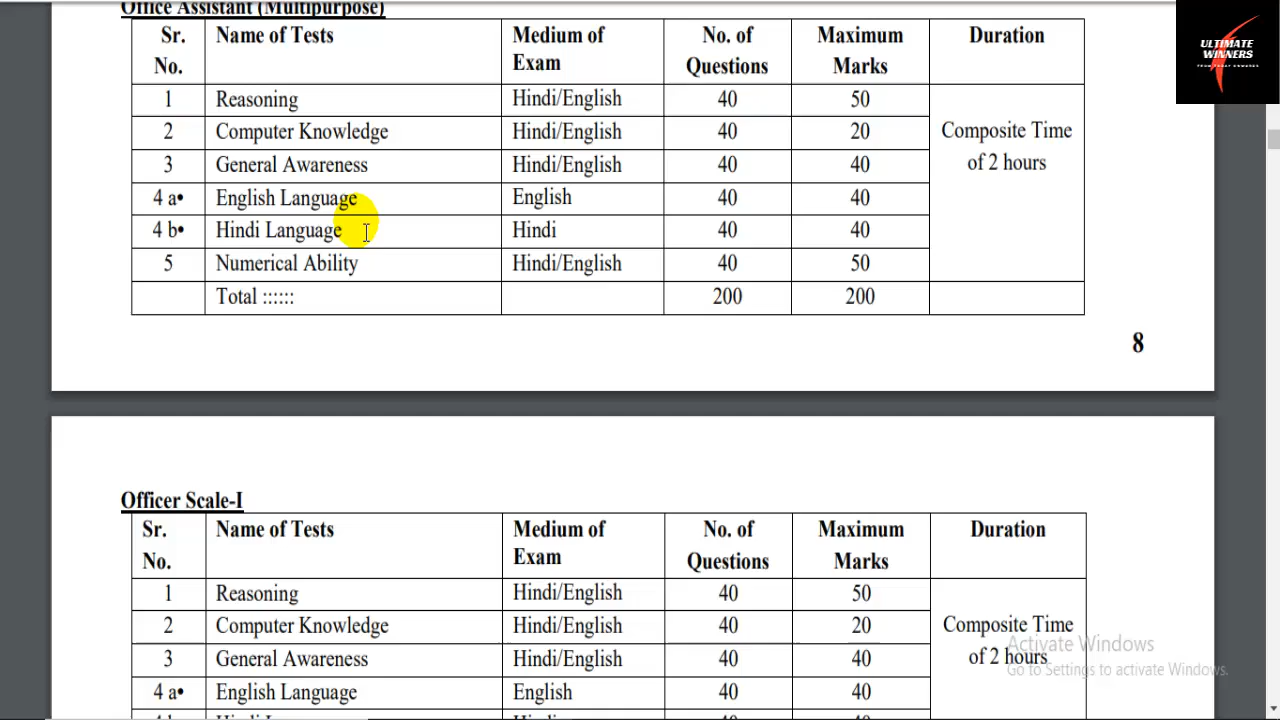 Office Assistant (Multipurpose)
Sr. No. Name of Tests Medium of Exam No. of Questions Maximum Marks Duration
1 Reasoning Hindi/English 40 50 Composite Time of 2 hours
2 Computer Knowledge Hindi/English 40 20
3 General Awareness Hindi/English 40 40
4 a• English Language English 40 40
4 b• Hindi Language Hindi 40 40
5 Numerical Ability Hindi/English 40 50
Total :::::: 200 200
8
Officer Scale-I
Sr. No. Name of Tests Medium of Exam No. of Questions Maximum Marks Duration
1 Reasoning Hindi/English 40 50 Composite Time of 2 hours
2 Computer Knowledge Hindi/English 40 20
3 General Awareness Hindi/English 40 40
4 a• English Language English 40 40
ULTIMATE
WINNERS
Activate Windows
Go to Settings to activate Windows.